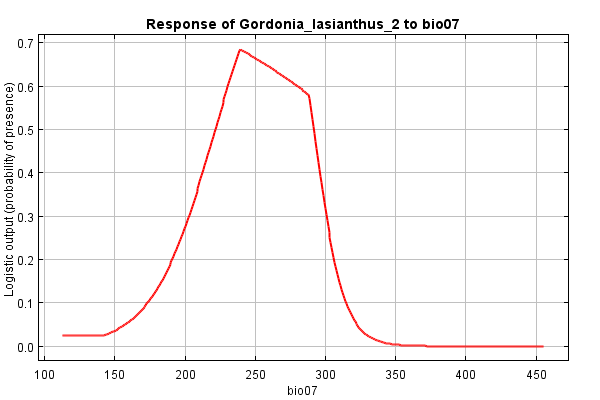 Response of Gordonia_lasianthus_2 to bio07
Logistic output (probability of presence)
0.7
0.6
0.5
0.4
0.3
0.2
0.1
0.0
100 150 200 250 300 350 400 450
bio07